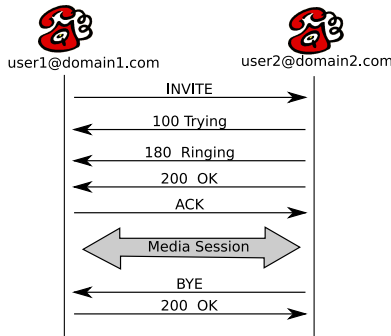 user1@domain1.com
user2@domain2.com
INVITE
100 Trying
180 Ringing
200 OK
ACK
Media Session
BYE
200 OK